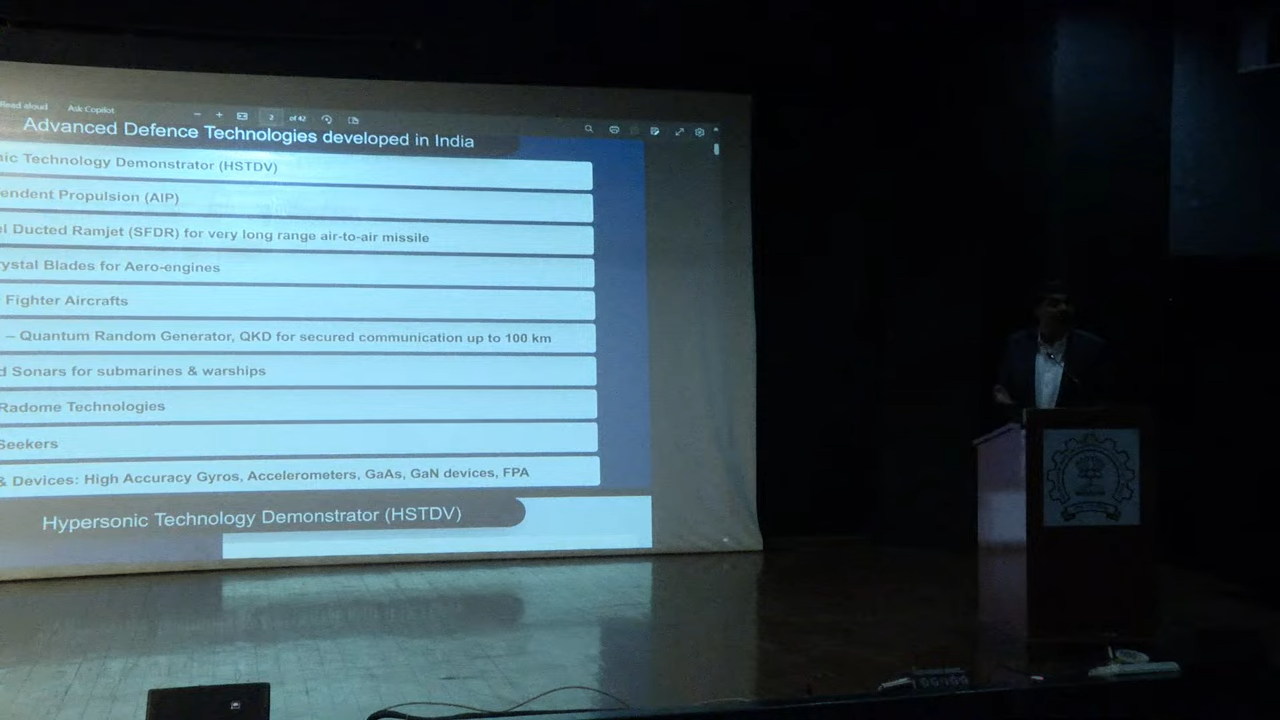 Read aloud Ask Copilot
2 of 42
Advanced Defence Technologies developed in India
ic Technology Demonstrator (HSTDV)
endent Propulsion (AIP)
l Ducted Ramjet (SFDR) for very long range air-to-air missile
rystal Blades for Aero-engines
Fighter Aircrafts
– Quantum Random Generator, QKD for secured communication up to 100 km
d Sonars for submarines & warships
Radome Technologies
Seekers
& Devices: High Accuracy Gyros, Accelerometers, GaAs, GaN devices, FPA
Hypersonic Technology Demonstrator (HSTDV)